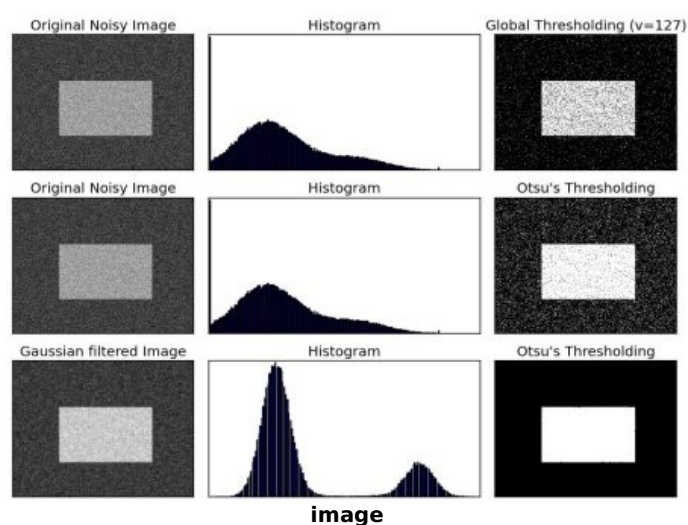 Original Noisy Image
Histogram
Global Thresholding (v=127)
Original Noisy Image
Histogram
Otsu's Thresholding
Gaussian filtered Image
Histogram
Otsu's Thresholding
image